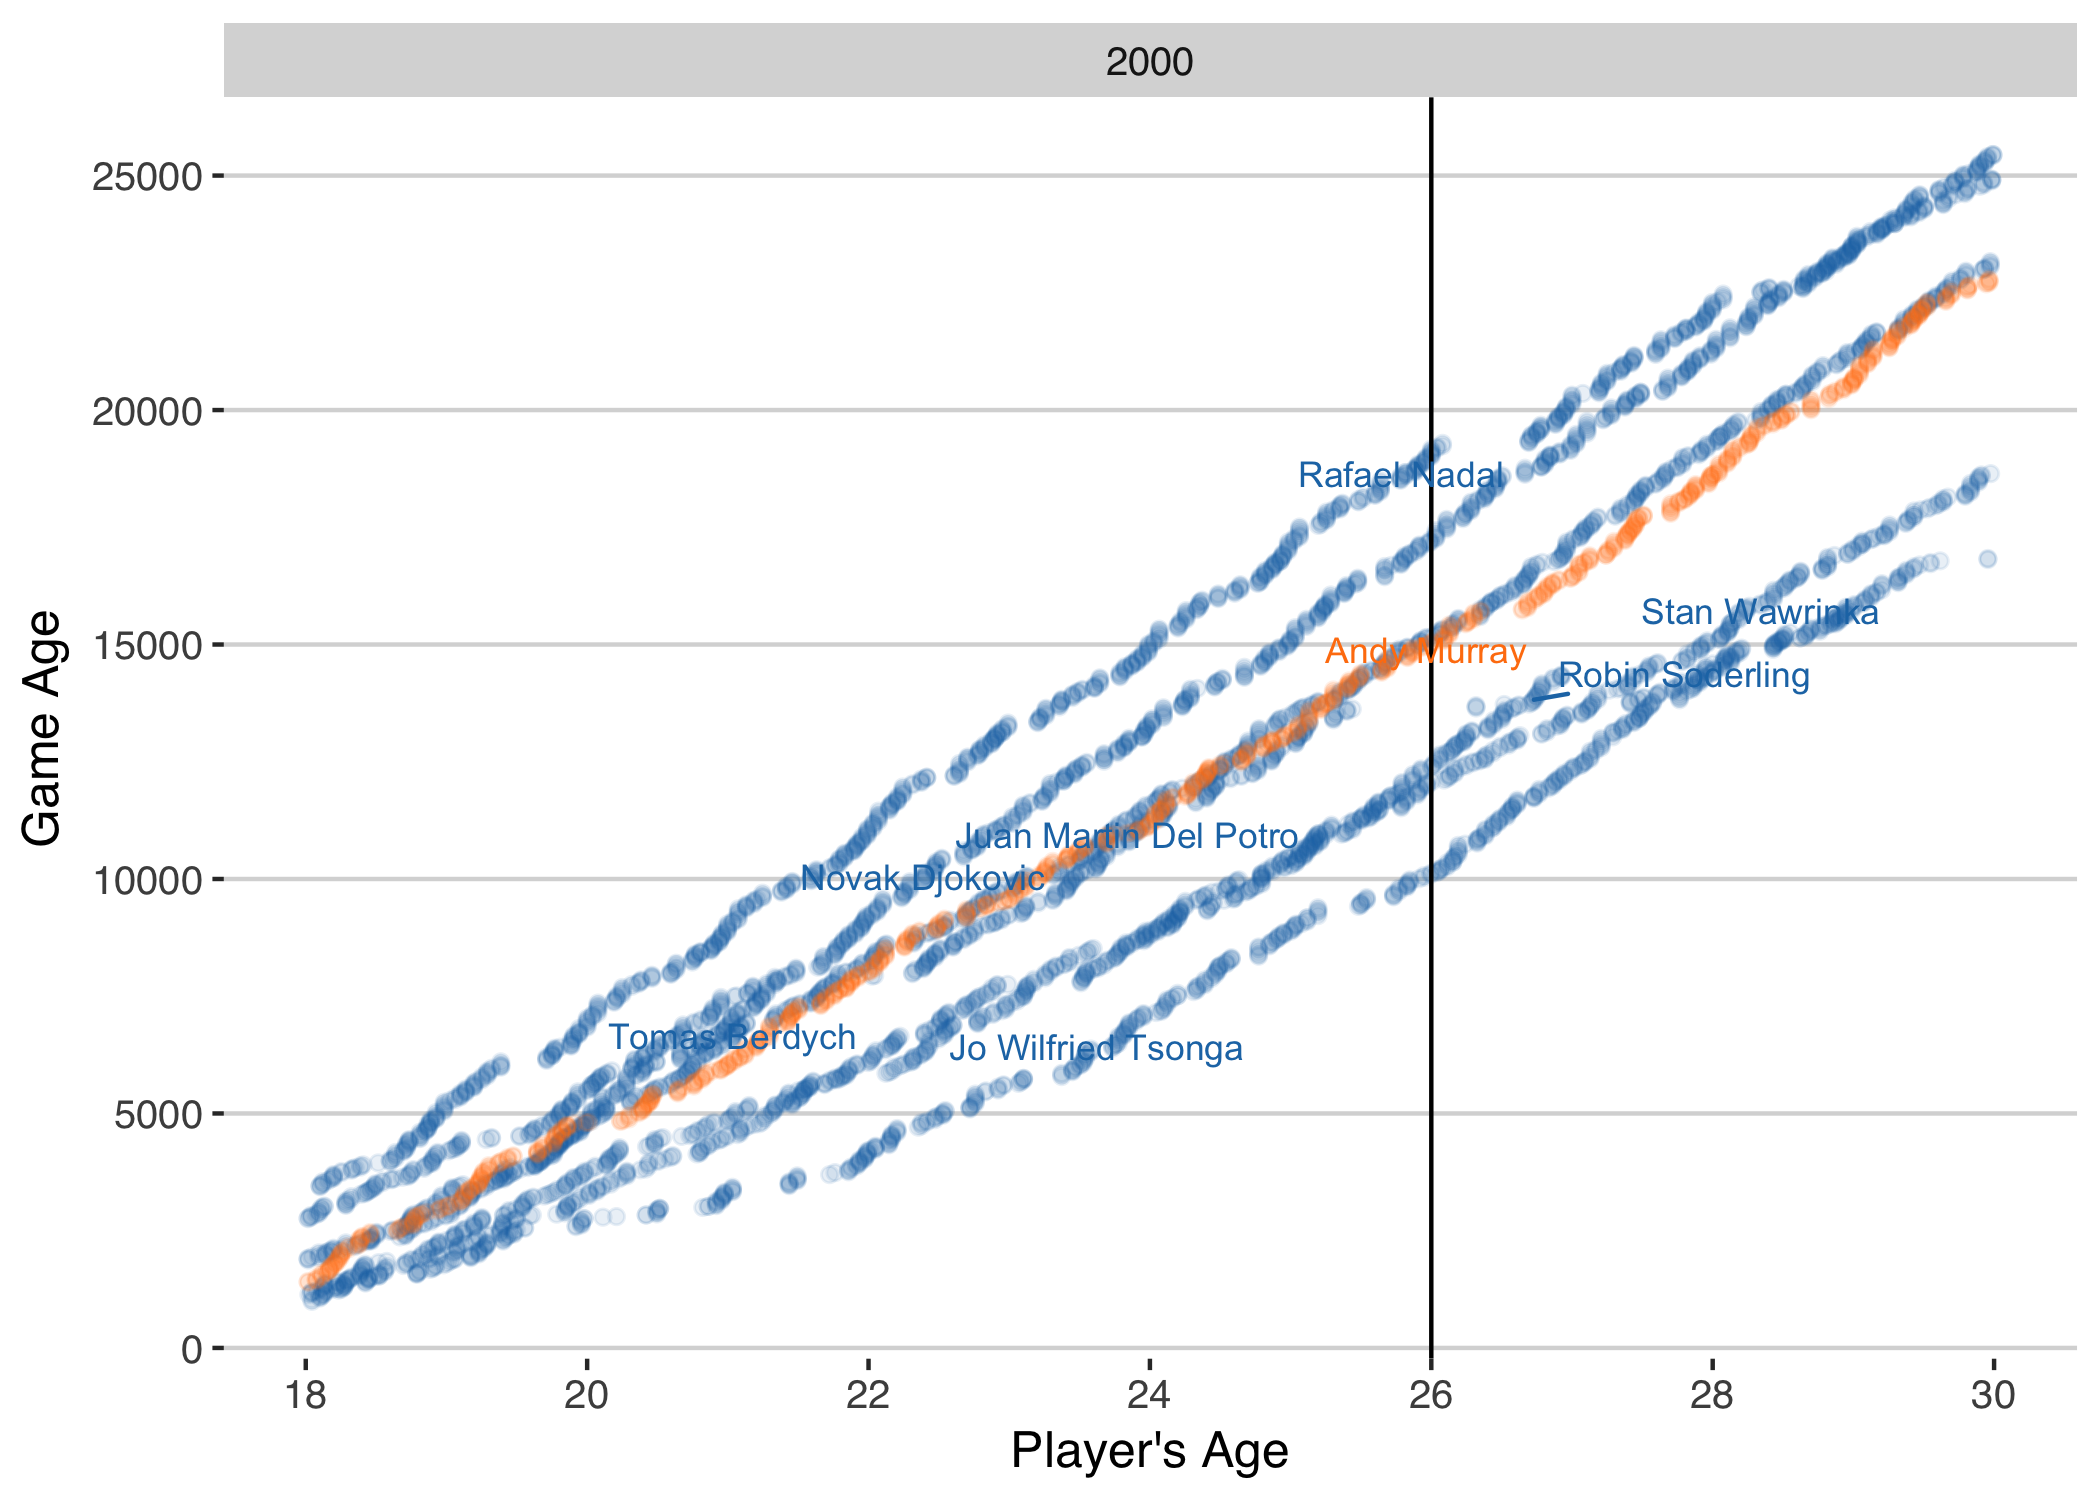 2000
25000
20000
15000
10000
5000
0
Game Age
Rafael Nadal
Stan Wawrinka
Andy Murray
Robin Soderling
Juan Martin Del Potro
Novak Djokovic
Tomas Berdych
Jo Wilfried Tsonga
18 20 22 24 26 28 30
Player's Age